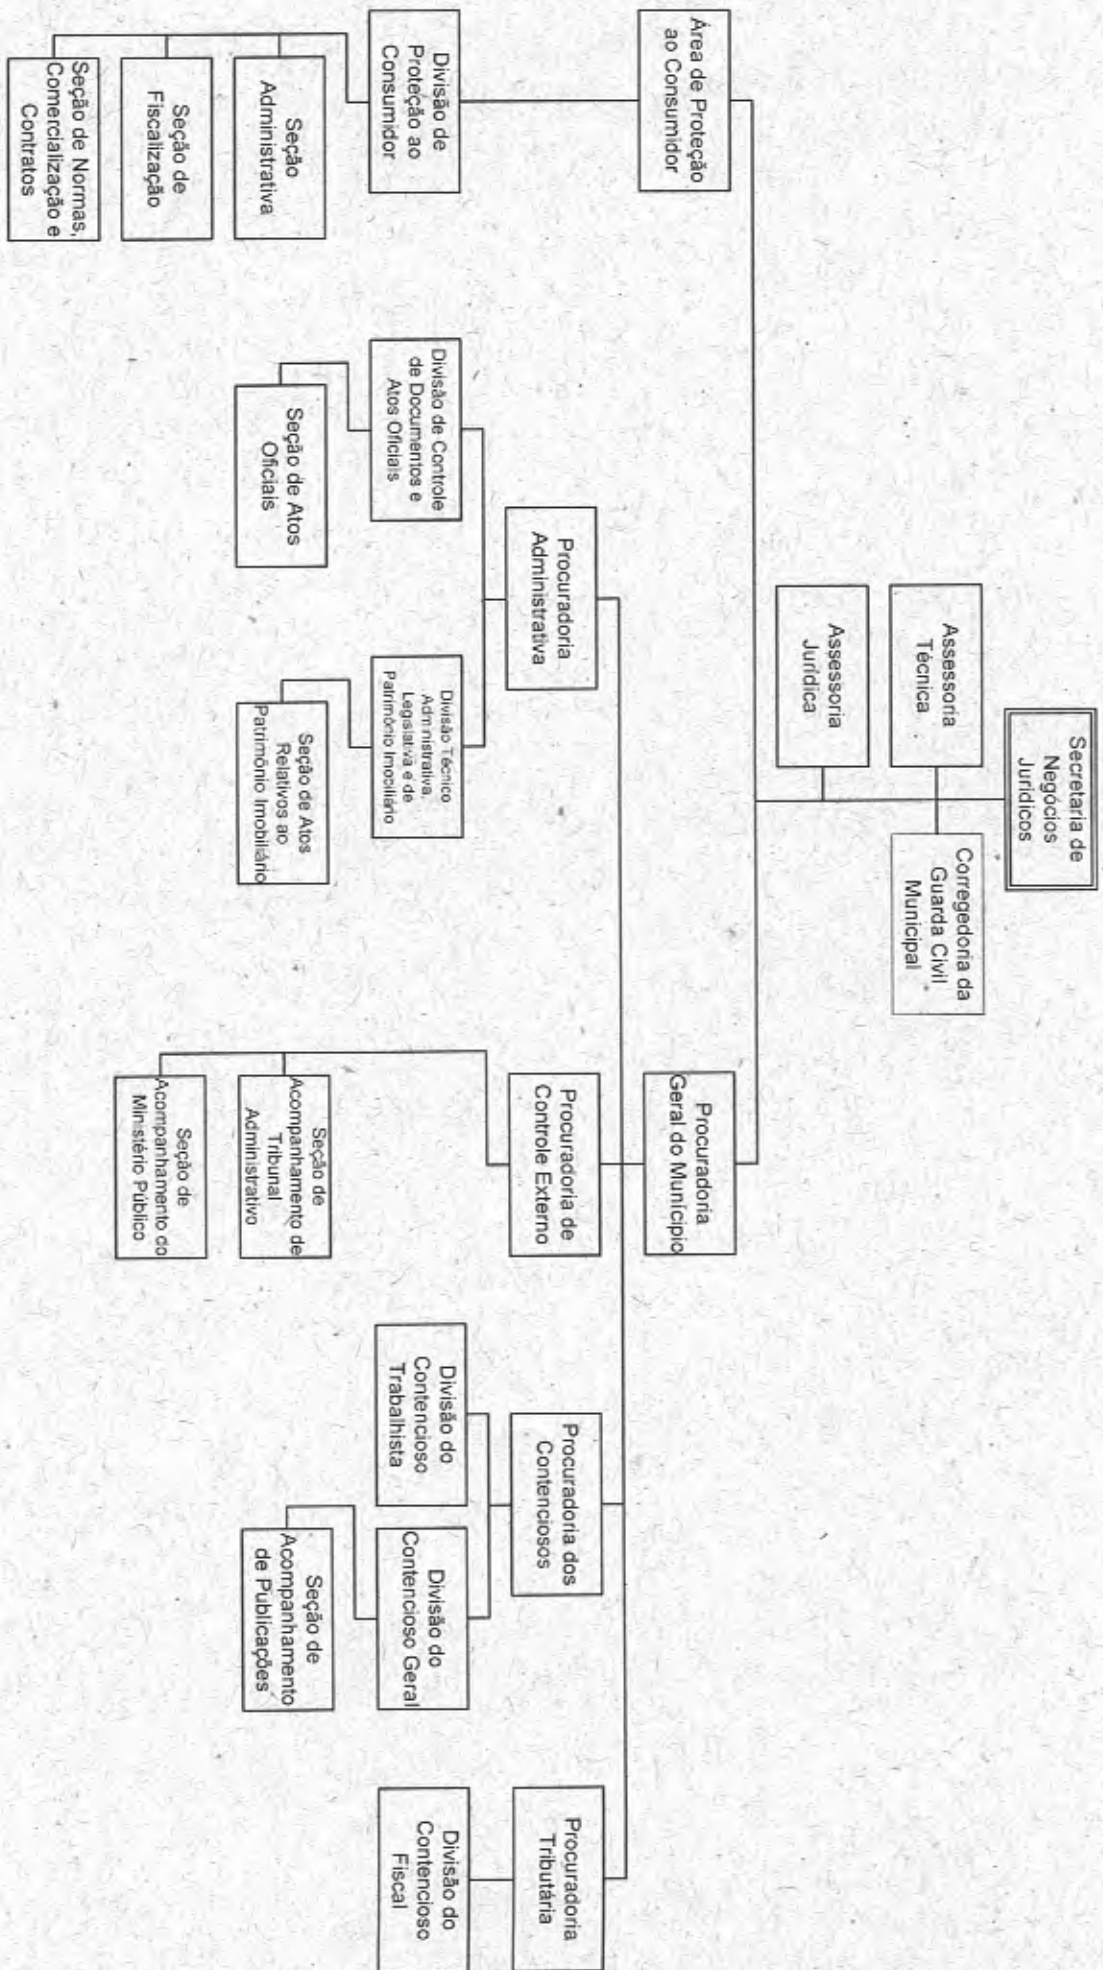 Secretaria de
Negócios
Jurídicos
Assessoria
Técnica
Corregedoria da
Guarda Civil
Municipal
Assessoria
Jurídica
Área de Proteção
ao Consumidor
Procuradoria
Geral do Município
Procuradoria
Administrativa
Procuradoria de
Controle Externo
Procuradoria dos
Contenciosos
Procuradoria
Tributária
Divisão de
Proteção ao
Consumidor
Divisão de Controle
de Documentos e
Atos Oficiais
Divisão Técnico
Administrativa,
Legislativa e de
Patrimônio Imobiliário
Divisão do
Contencioso
Trabalhista
Divisão do
Contencioso Geral
Divisão do
Contencioso
Fiscal
Seção
Administrativa
Seção de Atos
Oficiais
Seção de Atos
Relativos ao
Patrimônio Imobiliário
Seção de
Acompanhamento de
Tribunal
Administrativo
Seção de
Acompanhamento
de Publicações
Seção de
Fiscalização
Seção de
Acompanhamento do
Ministério Público
Seção de Normas,
Comercialização e
Contratos